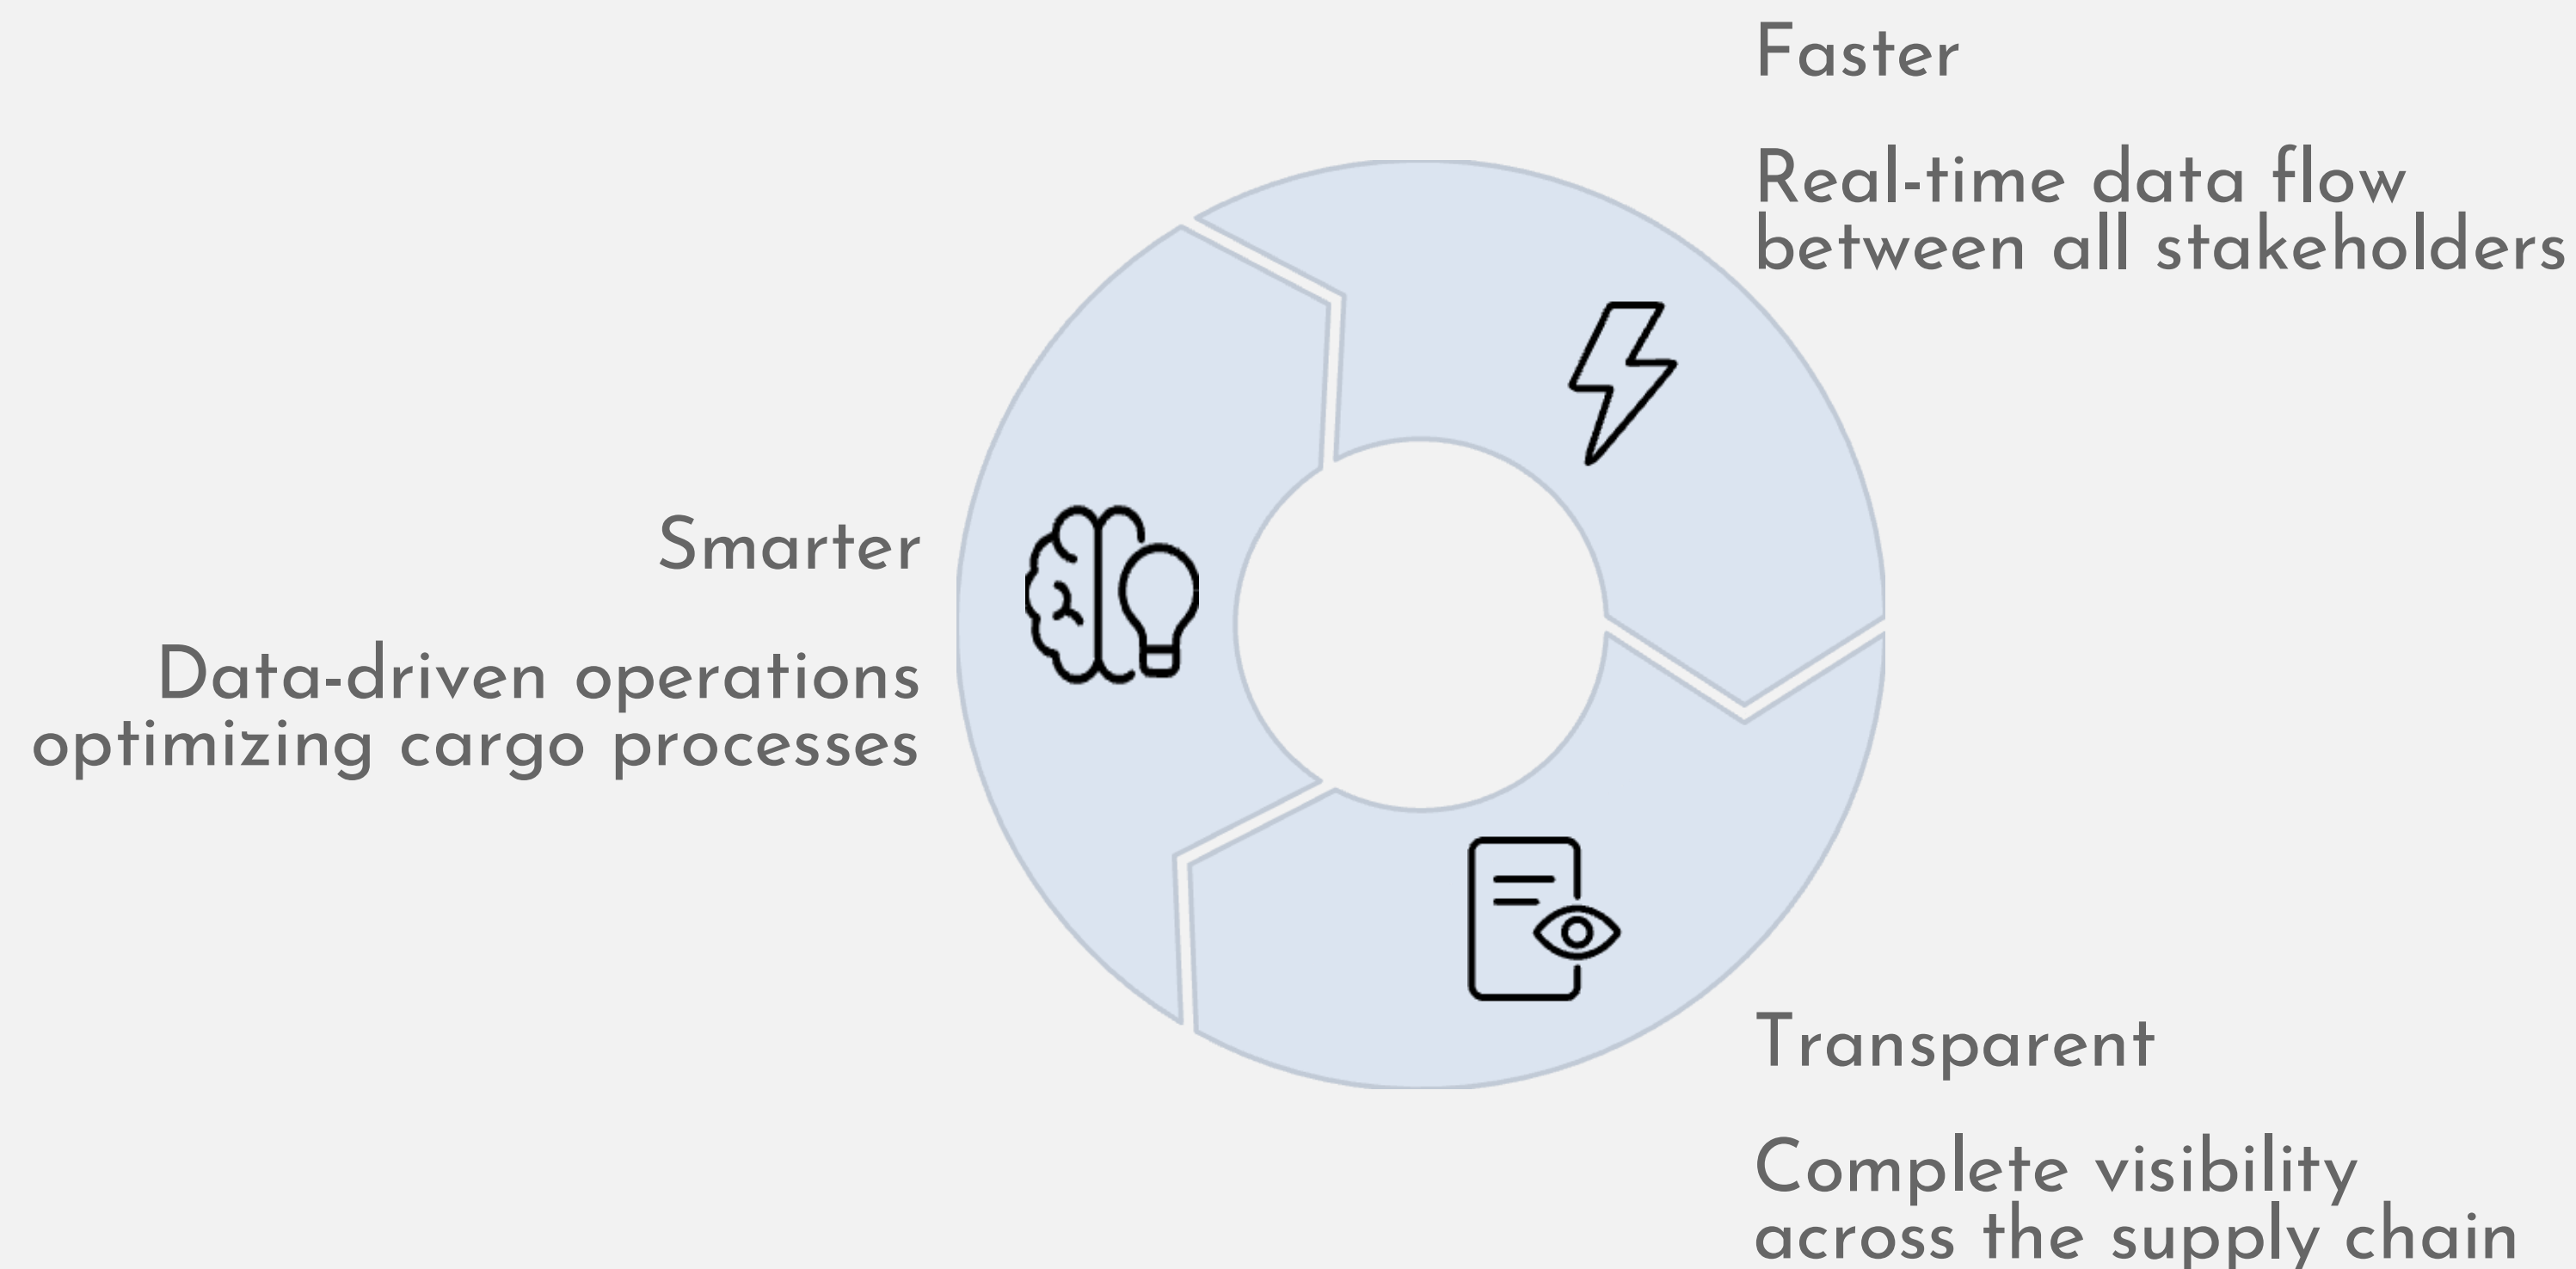 Faster
Real-time data flow
between all stakeholders
Smarter
Data-driven operations
optimizing cargo processes
Transparent
Complete visibility
across the supply chain